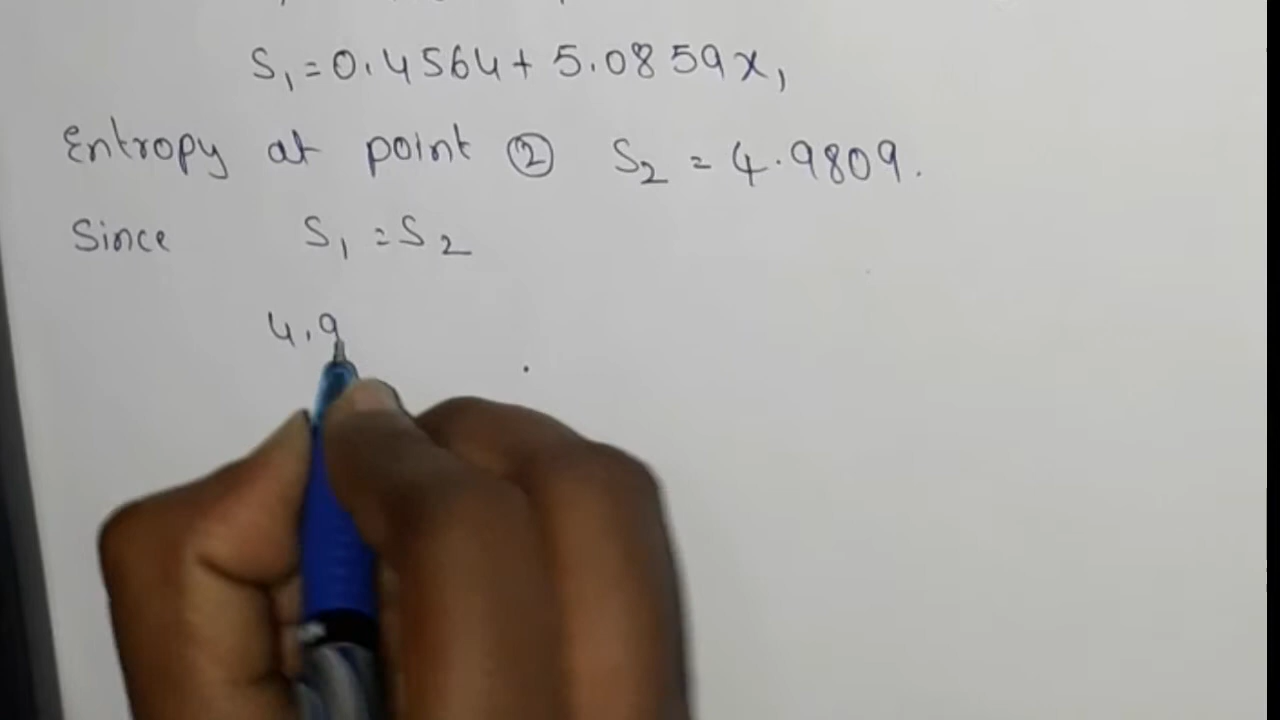 S₁ = 0.4564 + 5.0859x₁
Entropy at point ② S₂ = 4.9809.
Since S₁ = S₂
4.9